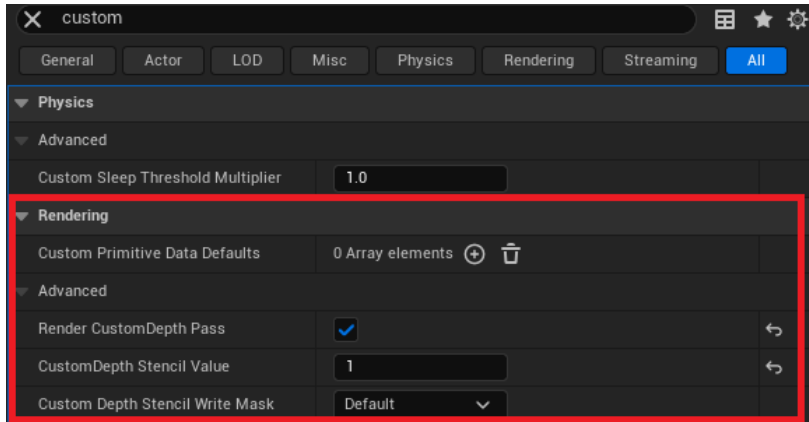 custom
General Actor LOD Misc Physics Rendering Streaming All
Physics
Advanced
Custom Sleep Threshold Multiplier 1.0
Rendering
Custom Primitive Data Defaults 0 Array elements
Advanced
Render CustomDepth Pass
CustomDepth Stencil Value 1
Custom Depth Stencil Write Mask Default